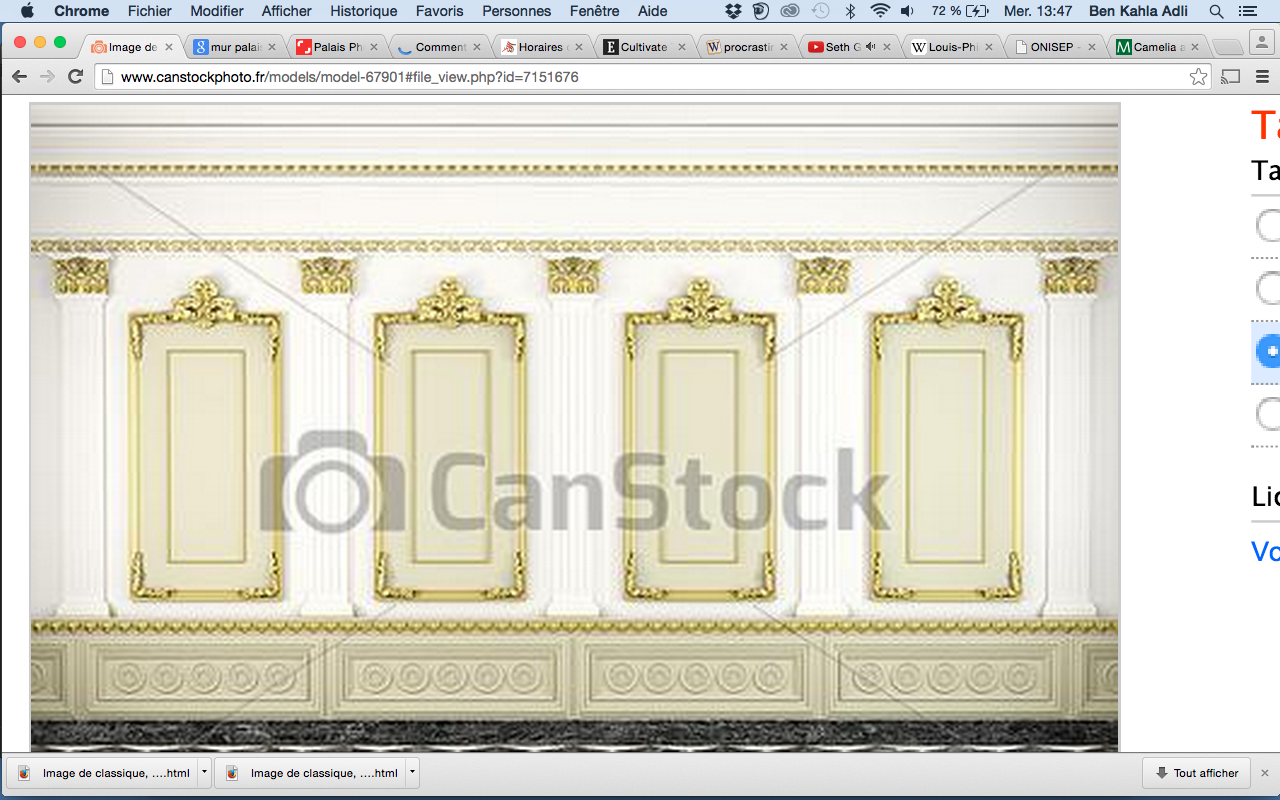 Chrome Fichier Modifier Afficher Historique Favoris Personnes Fenêtre Aide 72 % Mer. 13:47 Ben Kahla Adli
Image de mur palai Palais Ph Comment Horaires Cultivate procrasti Seth G Louis-Phi ONISEP - Camelia a
www.canstockphoto.fr/models/model-67901#file_view.php?id=7151676
Ta
Ta
CanStock
Lic
Vo
Image de classique, ....html Image de classique, ....html Tout afficher